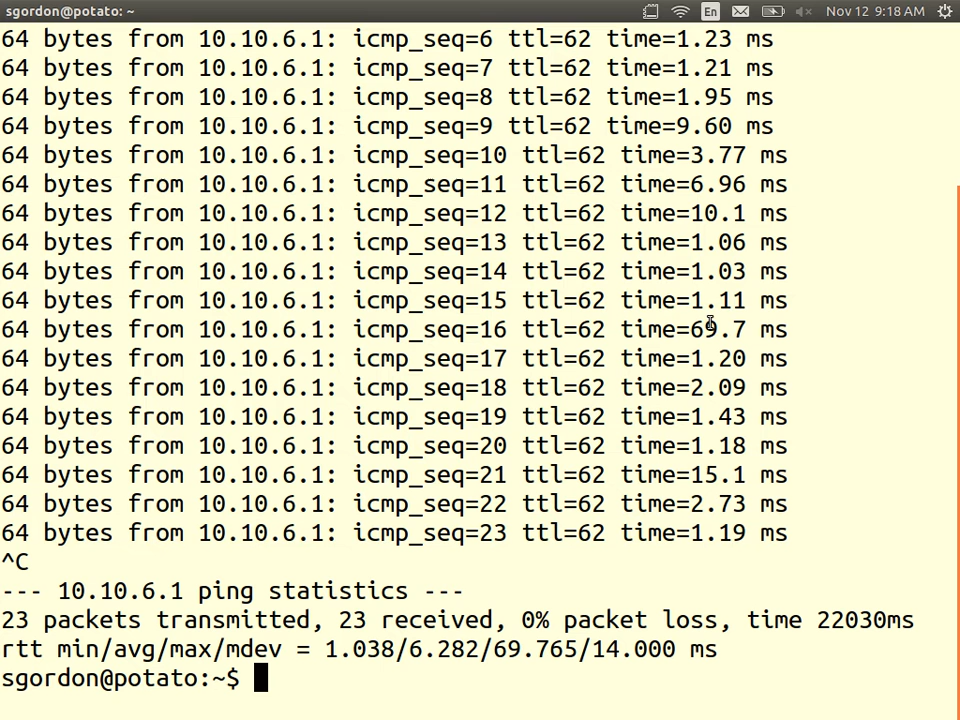 sgordon@potato: ~
En
Nov 12 9:18 AM
64 bytes from 10.10.6.1: icmp_seq=6 ttl=62 time=1.23 ms
64 bytes from 10.10.6.1: icmp_seq=7 ttl=62 time=1.21 ms
64 bytes from 10.10.6.1: icmp_seq=8 ttl=62 time=1.95 ms
64 bytes from 10.10.6.1: icmp_seq=9 ttl=62 time=9.60 ms
64 bytes from 10.10.6.1: icmp_seq=10 ttl=62 time=3.77 ms
64 bytes from 10.10.6.1: icmp_seq=11 ttl=62 time=6.96 ms
64 bytes from 10.10.6.1: icmp_seq=12 ttl=62 time=10.1 ms
64 bytes from 10.10.6.1: icmp_seq=13 ttl=62 time=1.06 ms
64 bytes from 10.10.6.1: icmp_seq=14 ttl=62 time=1.03 ms
64 bytes from 10.10.6.1: icmp_seq=15 ttl=62 time=1.11 ms
64 bytes from 10.10.6.1: icmp_seq=16 ttl=62 time=69.7 ms
64 bytes from 10.10.6.1: icmp_seq=17 ttl=62 time=1.20 ms
64 bytes from 10.10.6.1: icmp_seq=18 ttl=62 time=2.09 ms
64 bytes from 10.10.6.1: icmp_seq=19 ttl=62 time=1.43 ms
64 bytes from 10.10.6.1: icmp_seq=20 ttl=62 time=1.18 ms
64 bytes from 10.10.6.1: icmp_seq=21 ttl=62 time=15.1 ms
64 bytes from 10.10.6.1: icmp_seq=22 ttl=62 time=2.73 ms
64 bytes from 10.10.6.1: icmp_seq=23 ttl=62 time=1.19 ms
^C
--- 10.10.6.1 ping statistics ---
23 packets transmitted, 23 received, 0% packet loss, time 22030ms
rtt min/avg/max/mdev = 1.038/6.282/69.765/14.000 ms
sgordon@potato:~$